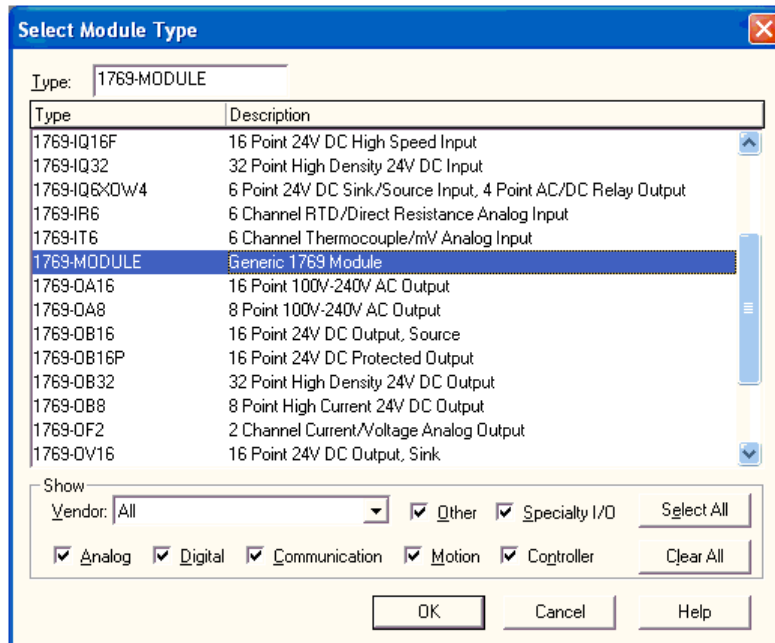 Select Module Type
Type: 1769-MODULE
Type Description
1769-IQ16F 16 Point 24V DC High Speed Input
1769-IQ32 32 Point High Density 24V DC Input
1769-IQ6XOW4 6 Point 24V DC Sink/Source Input, 4 Point AC/DC Relay Output
1769-IR6 6 Channel RTD/Direct Resistance Analog Input
1769-IT6 6 Channel Thermocouple/mV Analog Input
1769-MODULE Generic 1769 Module
1769-OA16 16 Point 100V-240V AC Output
1769-OA8 8 Point 100V-240V AC Output
1769-OB16 16 Point 24V DC Output, Source
1769-OB16P 16 Point 24V DC Protected Output
1769-OB32 32 Point High Density 24V DC Output
1769-OB8 8 Point High Current 24V DC Output
1769-OF2 2 Channel Current/Voltage Analog Output
1769-OV16 16 Point 24V DC Output, Sink
Show
Vendor: All Other Specialty I/O Select All
Analog Digital Communication Motion Controller Clear All
OK Cancel Help